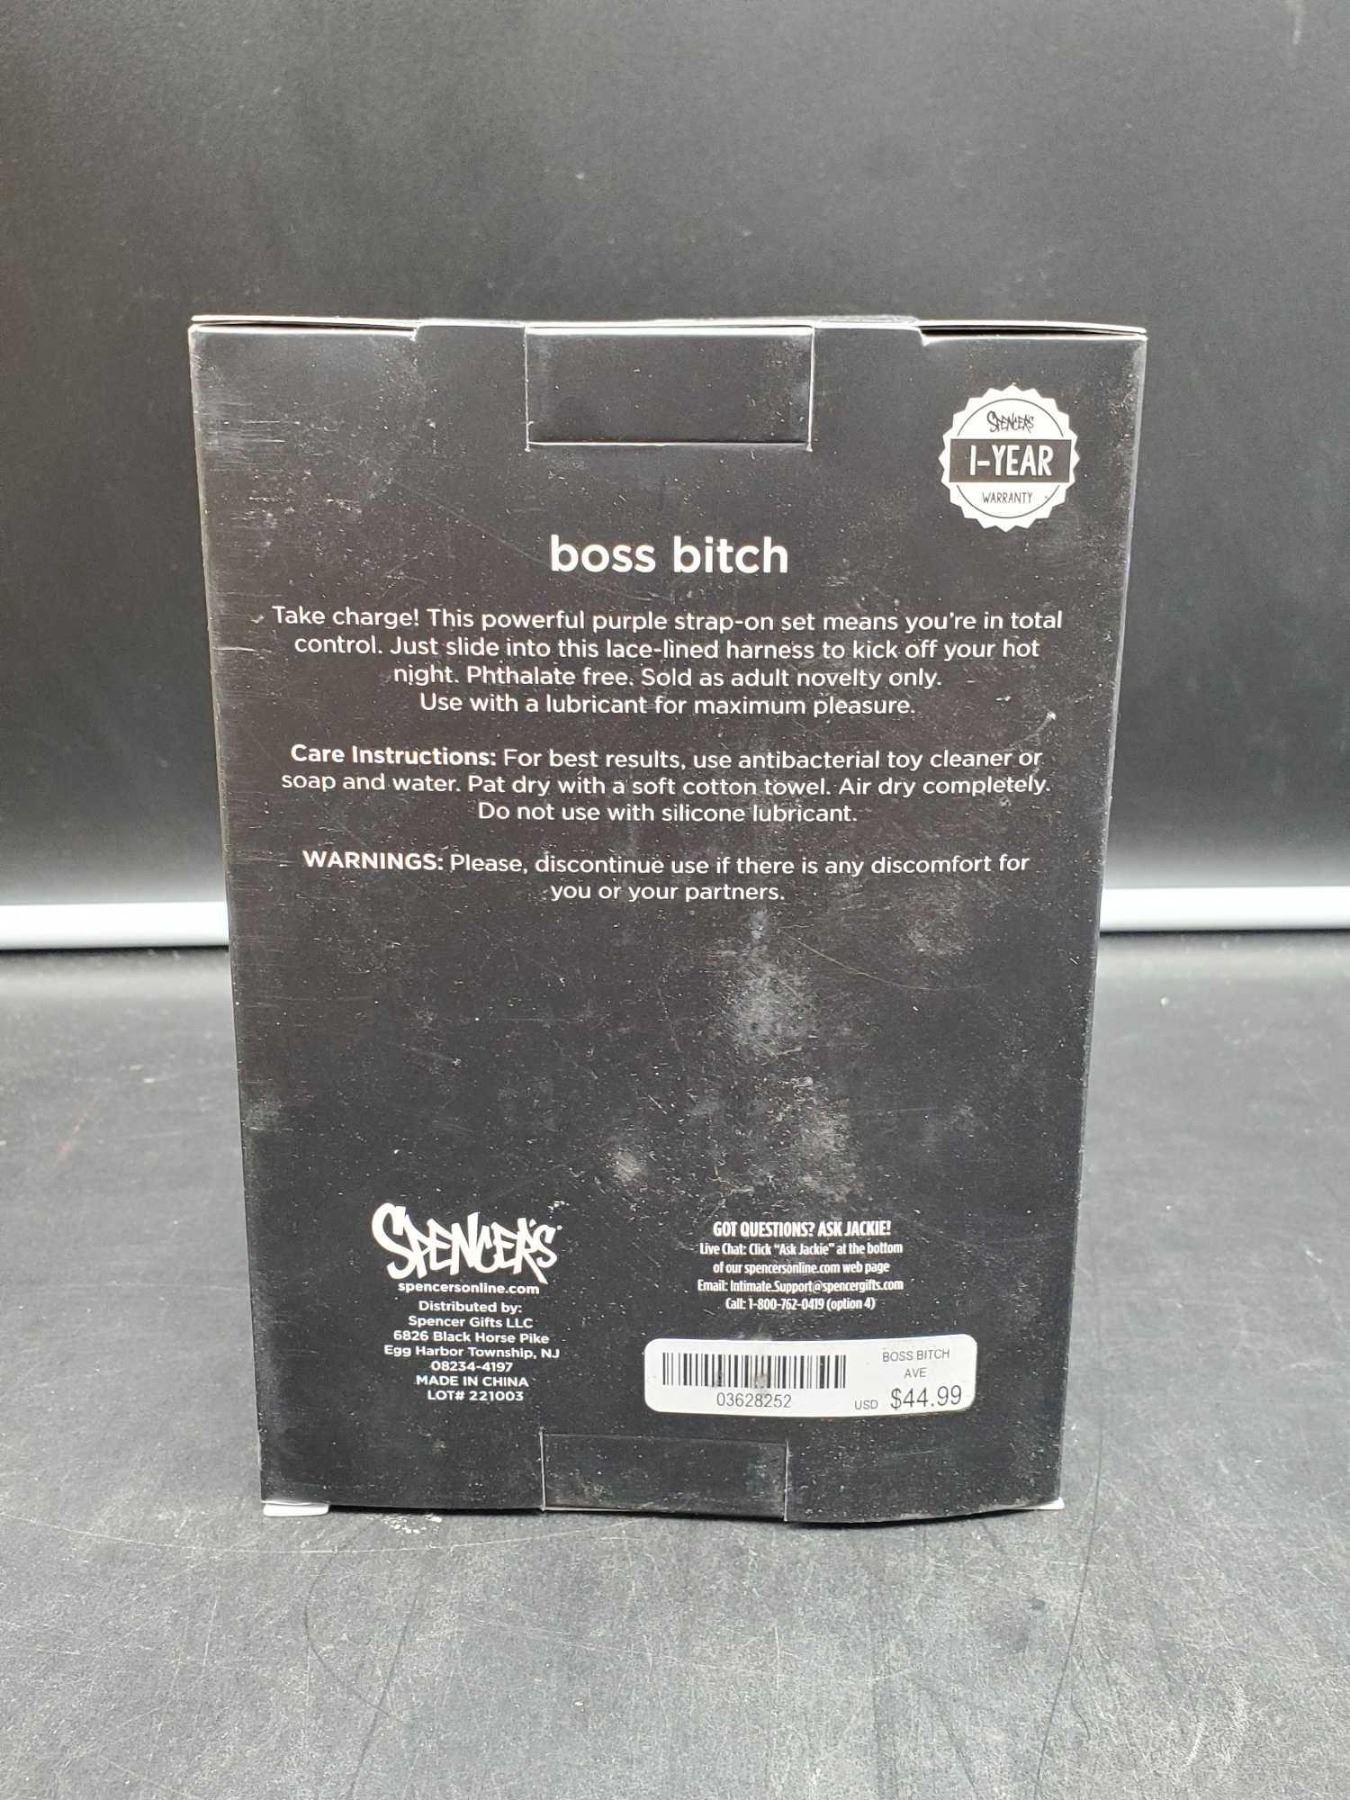 SPENCER'S
1-YEAR
WARRANTY
boss bitch
Take charge! This powerful purple strap-on set means you're in total
control. Just slide into this lace-lined harness to kick off your hot
night. Phthalate free. Sold as adult novelty only.
Use with a lubricant for maximum pleasure.
Care Instructions: For best results, use antibacterial toy cleaner or
soap and water. Pat dry with a soft cotton towel. Air dry completely.
Do not use with silicone lubricant.
WARNINGS: Please, discontinue use if there is any discomfort for
you or your partners.
SPENCER'S
spencersonline.com
Distributed by:
Spencer Gifts LLC
6826 Black Horse Pike
Egg Harbor Township, NJ
08234-4197
MADE IN CHINA
LOT# 221003
GOT QUESTIONS? ASK JACKIE!
Live Chat: Click "Ask Jackie" at the bottom
of our spencersonline.com web page
Email: Intimate.Support@spencergifts.com
Call: 1-800-762-0419 (option 4)
03628252
BOSS BITCH
AVE
USD $44.99